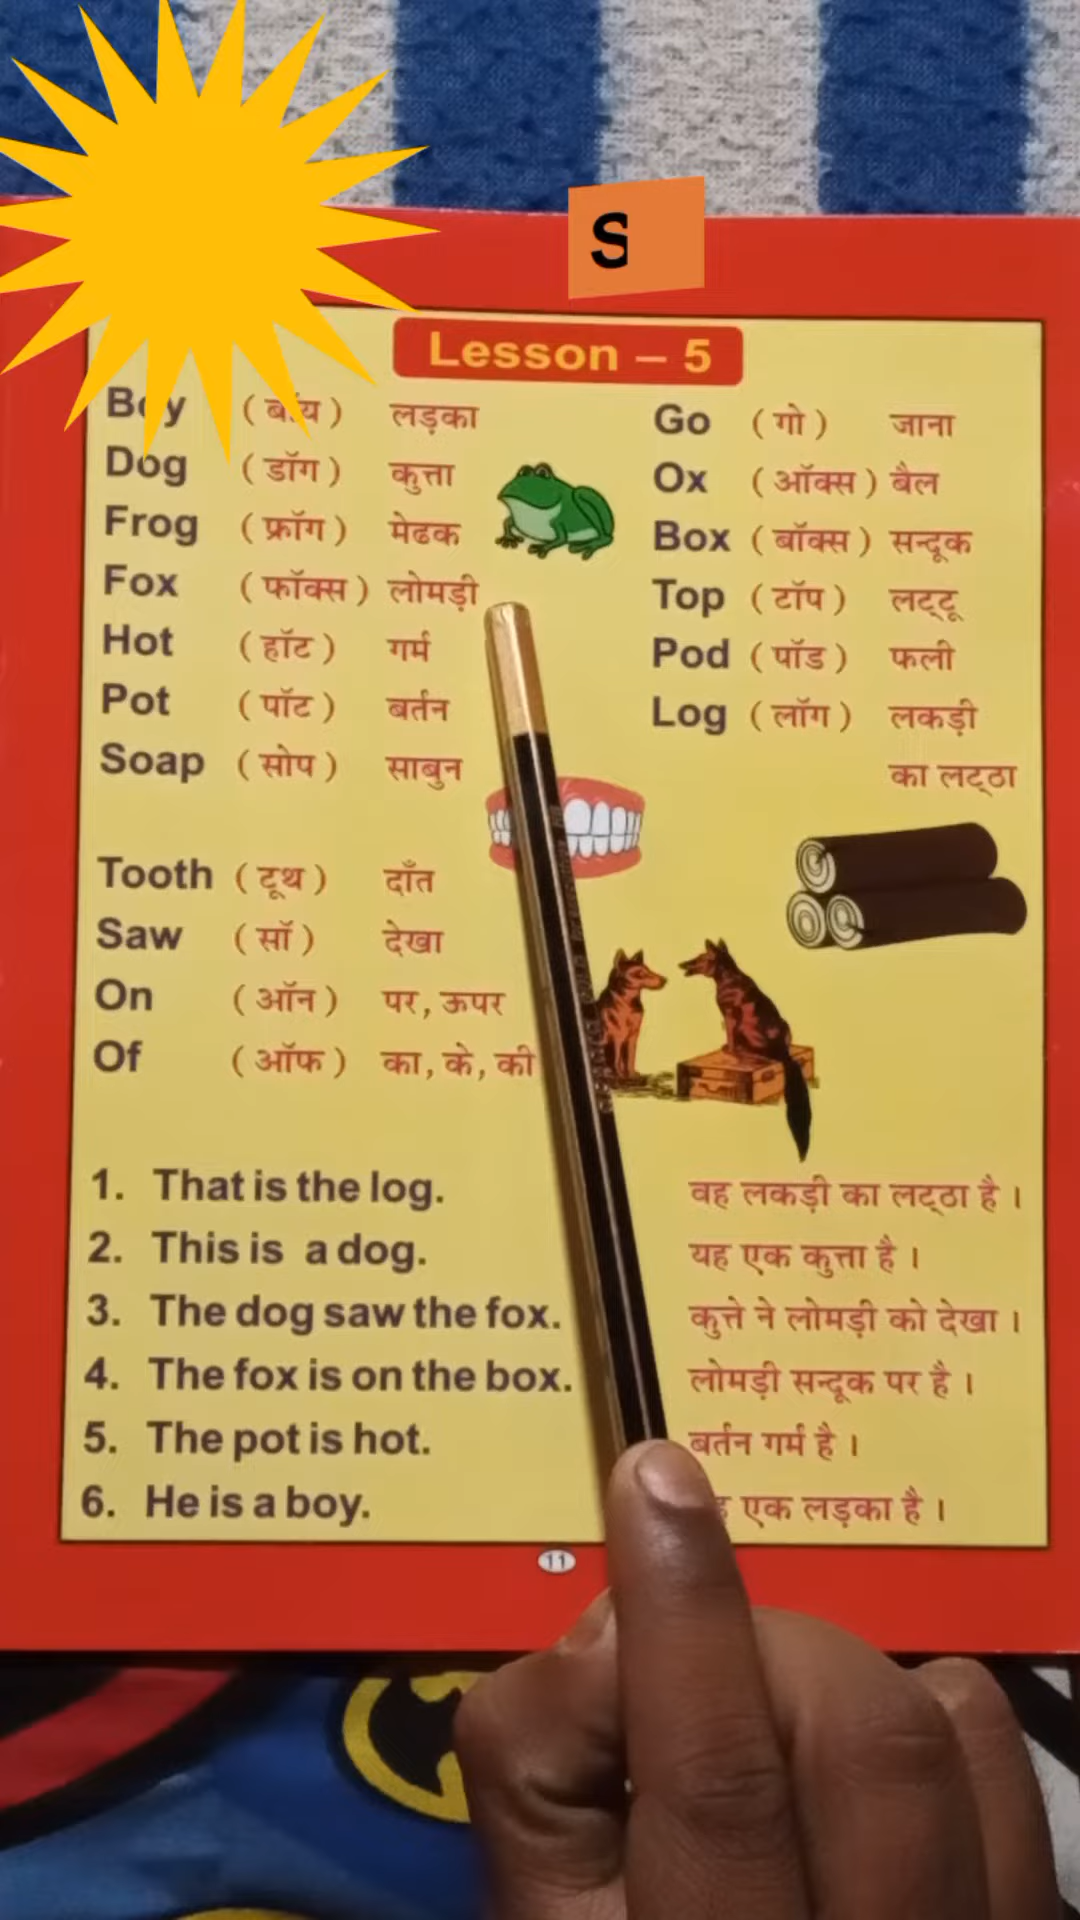 S
Lesson – 5
Boy ( बॉय ) लड़का
Dog ( डॉग ) कुत्ता
Frog ( फ्रॉग ) मेढक
Fox ( फॉक्स ) लोमड़ी
Hot ( हॉट ) गर्म
Pot ( पॉट ) बर्तन
Soap ( सोप ) साबुन
Tooth ( टूथ ) दाँत
Saw ( सॉ ) देखा
On ( ऑन ) पर, ऊपर
Of ( ऑफ ) का, के, की
Go ( गो ) जाना
Ox ( ऑक्स ) बैल
Box ( बॉक्स ) सन्दूक
Top ( टॉप ) लट्टू
Pod ( पॉड ) फली
Log ( लॉग ) लकड़ी
का लट्ठा
1. That is the log. वह लकड़ी का लट्ठा है ।
2. This is a dog. यह एक कुत्ता है ।
3. The dog saw the fox. कुत्ते ने लोमड़ी को देखा ।
4. The fox is on the box. लोमड़ी सन्दूक पर है ।
5. The pot is hot. बर्तन गर्म है ।
6. He is a boy. एक लड़का है ।
11